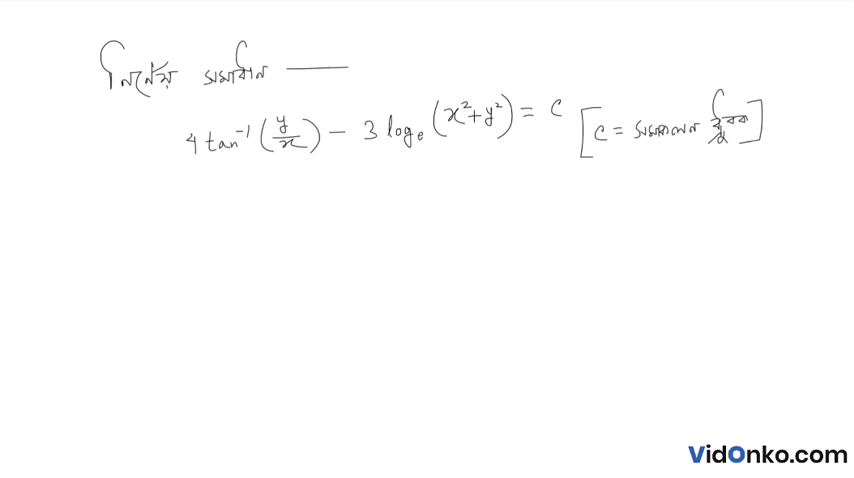 নির্ণেয় সমাধান —
4 tan⁻¹(y/x) − 3 logₑ(x²+y²) = c [c = সমাকলন ধ্রুবক]
VidOnko.com